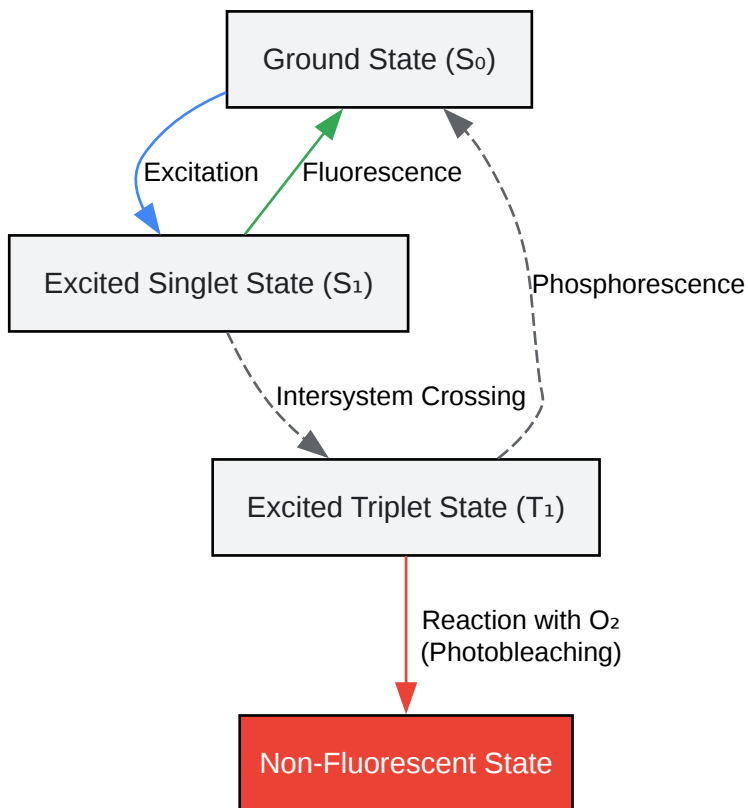 Ground State (S₀)
Excitation
Fluorescence
Excited Singlet State (S₁)
Phosphorescence
Intersystem Crossing
Excited Triplet State (T₁)
Reaction with O₂
(Photobleaching)
Non-Fluorescent State